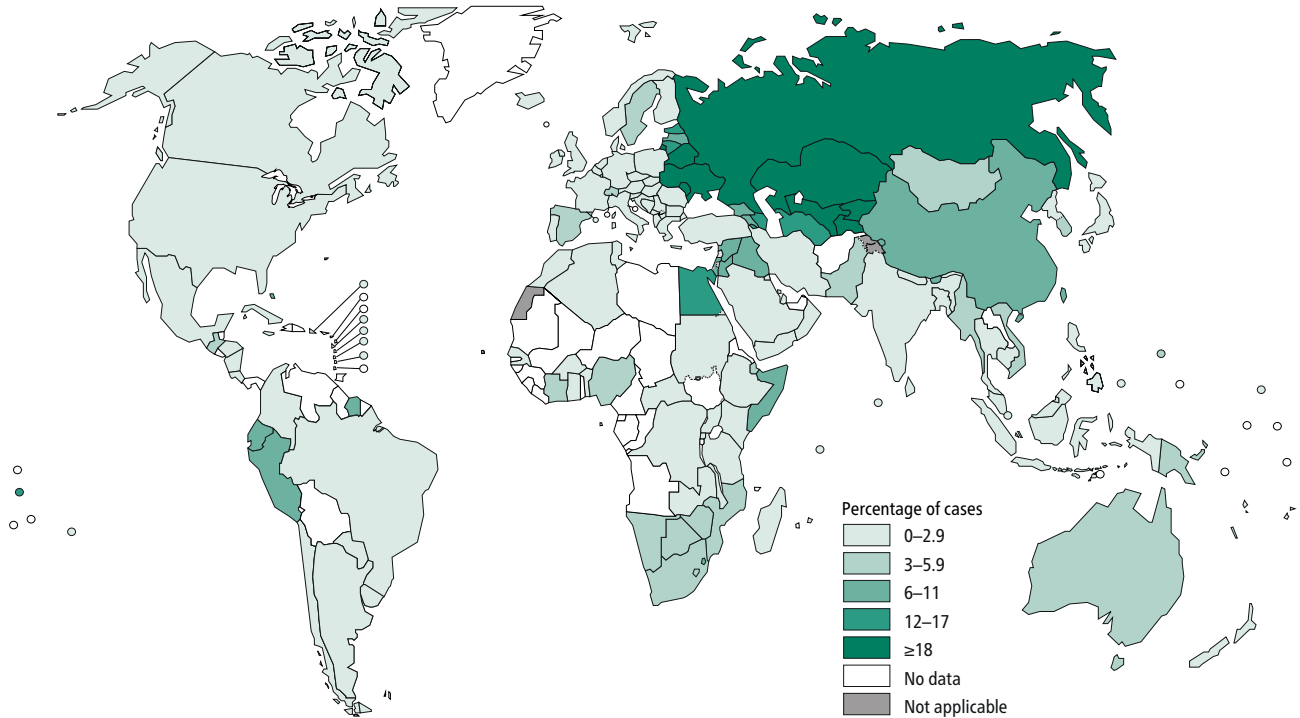 Percentage of cases
0–2.9
3–5.9
6–11
12–17
≥18
No data
Not applicable